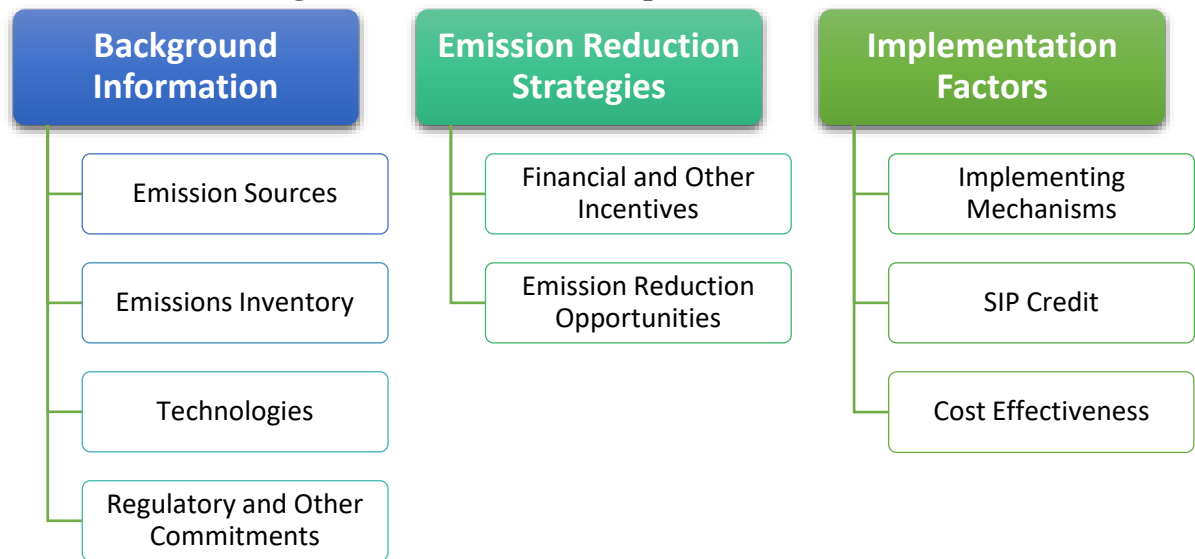 Background
Information
Emission Sources
Emissions Inventory
Technologies
Regulatory and Other
Commitments
Emission Reduction
Strategies
Financial and Other
Incentives
Emission Reduction
Opportunities
Implementation
Factors
Implementing
Mechanisms
SIP Credit
Cost Effectiveness